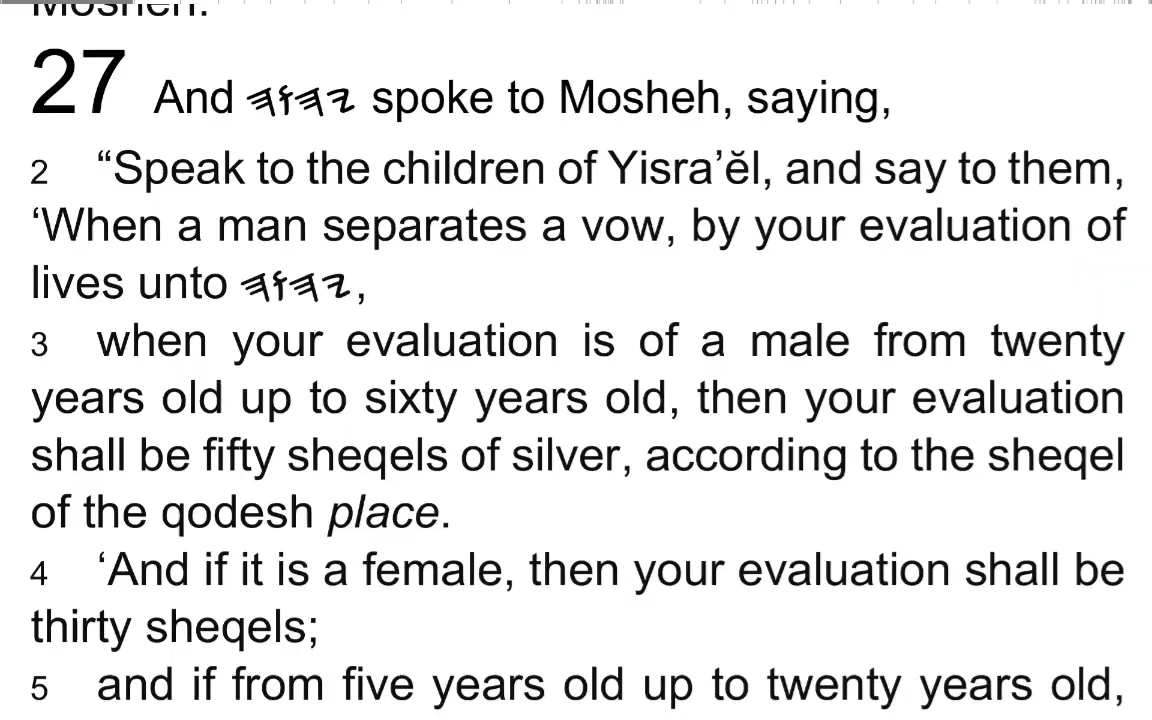 Mosheh.
27 And 𐤉𐤄𐤅𐤄 spoke to Mosheh, saying,
2 “Speak to the children of Yisra’ĕl, and say to them,
‘When a man separates a vow, by your evaluation of
lives unto 𐤉𐤄𐤅𐤄,
3 when your evaluation is of a male from twenty
years old up to sixty years old, then your evaluation
shall be fifty sheqels of silver, according to the sheqel
of the qodesh place.
4 ‘And if it is a female, then your evaluation shall be
thirty sheqels;
5 and if from five years old up to twenty years old,